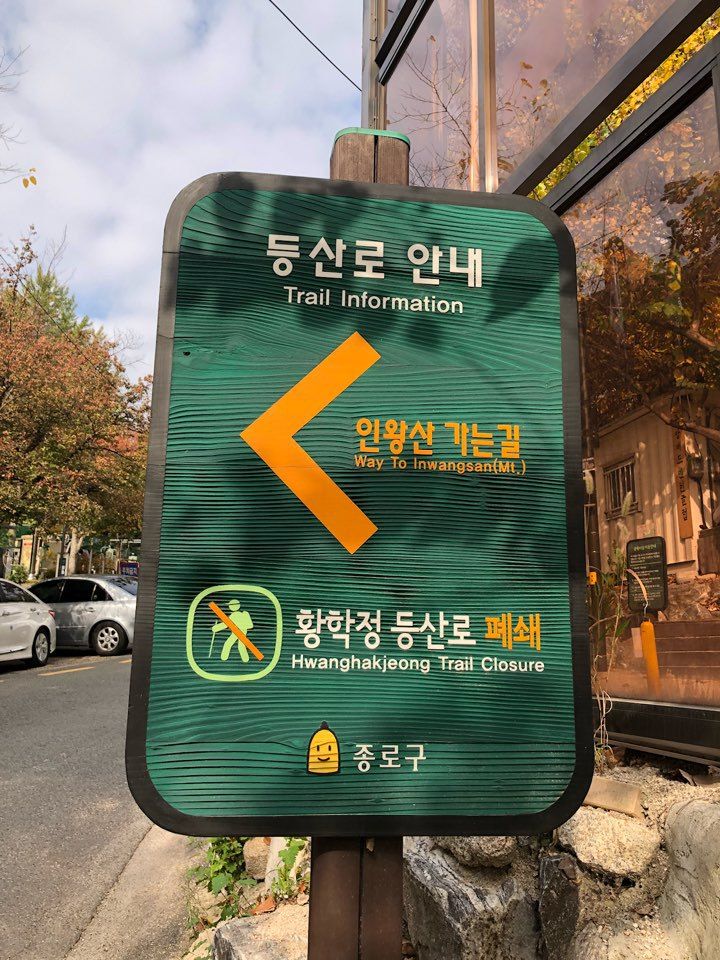 등산로 안내
Trail Information
인왕산 가는길
Way To Inwangsan(Mt.)
황학정 등산로 폐쇄
Hwanghakjeong Trail Closure
종로구